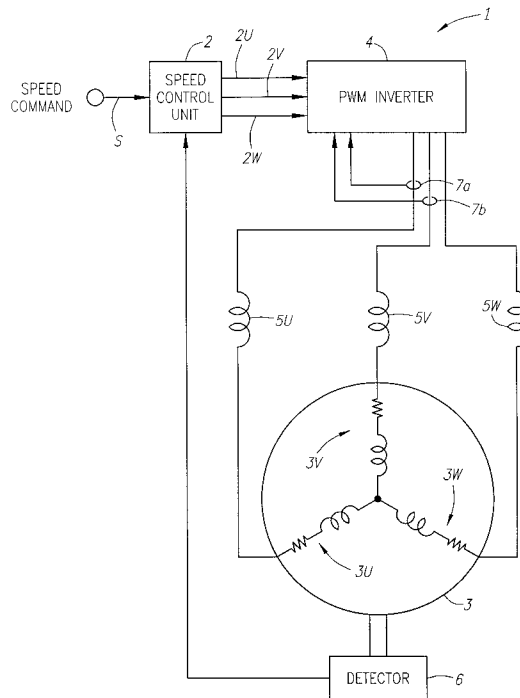 1
2
2U
2V
4
SPEED
COMMAND
S
SPEED
CONTROL
UNIT
PWM INVERTER
2W
7a
7b
5U
5V
5W
3V
3W
3U
3
DETECTOR
6